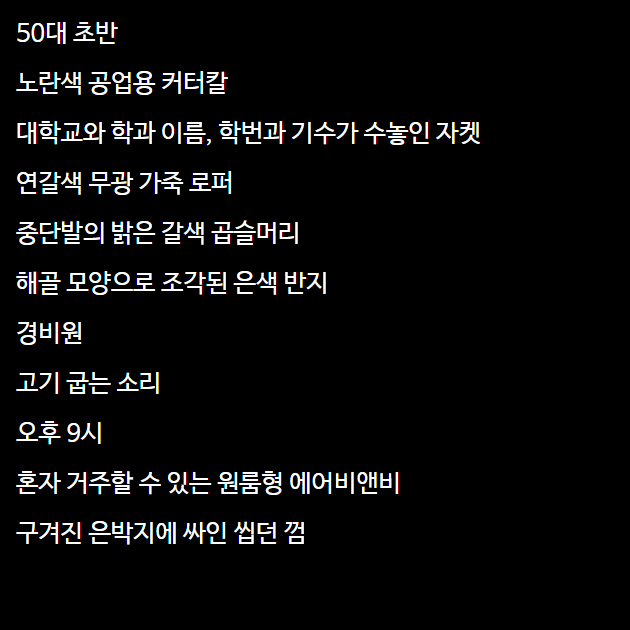 50대 초반
노란색 공업용 커터칼
대학교와 학과 이름, 학번과 기수가 수놓인 자켓
연갈색 무광 가죽 로퍼
중단발의 밝은 갈색 곱슬머리
해골 모양으로 조각된 은색 반지
경비원
고기 굽는 소리
오후 9시
혼자 거주할 수 있는 원룸형 에어비앤비
구겨진 은박지에 싸인 씹던 껌